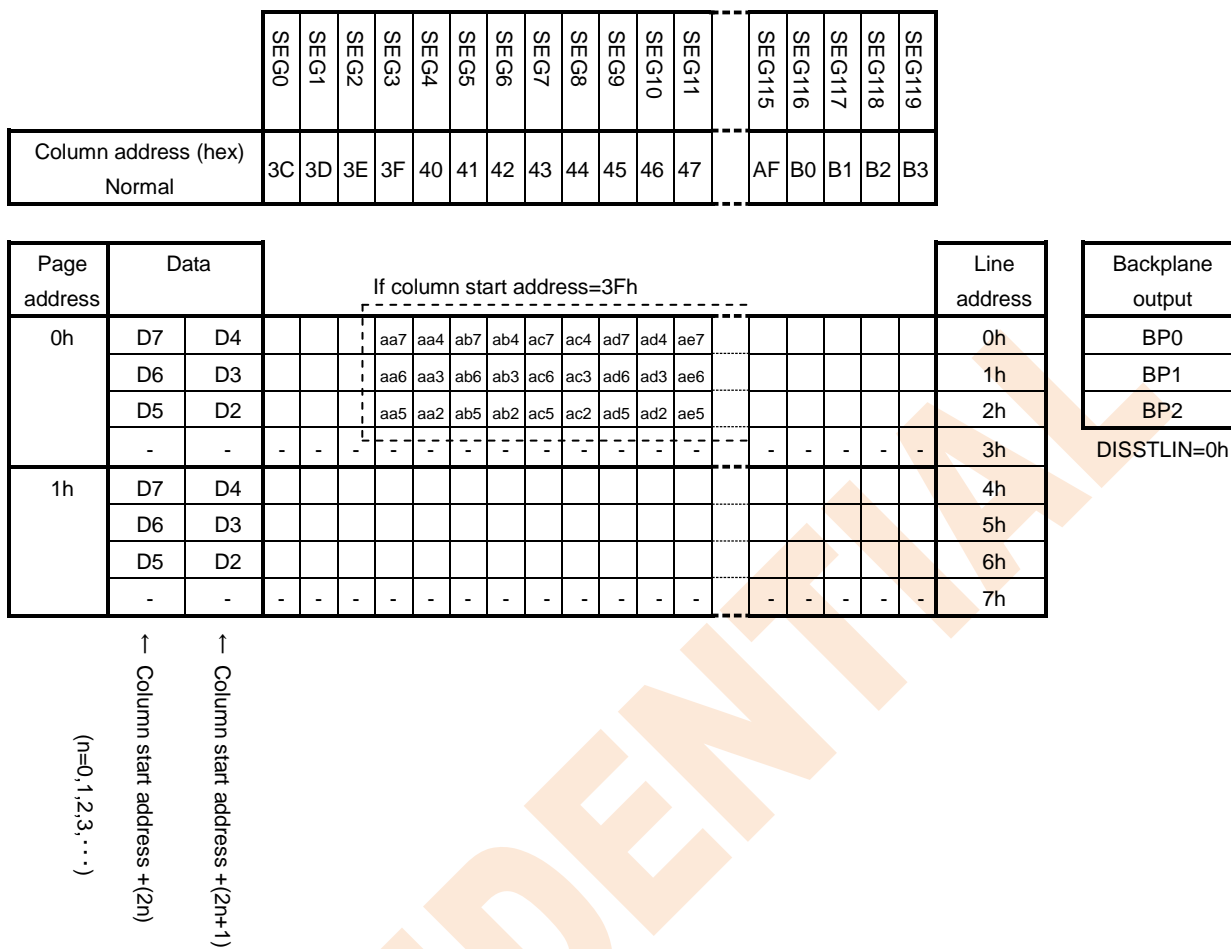 SEG0 SEG1 SEG2 SEG3 SEG4 SEG5 SEG6 SEG7 SEG8 SEG9 SEG10 SEG11 SEG115 SEG116 SEG117 SEG118 SEG119
Column address (hex)
Normal
3C 3D 3E 3F 40 41 42 43 44 45 46 47 AF B0 B1 B2 B3
Page address Data Line address Backplane output
If column start address=3Fh
0h D7 D4 aa7 aa4 ab7 ab4 ac7 ac4 ad7 ad4 ae7 0h BP0
D6 D3 aa6 aa3 ab6 ab3 ac6 ac3 ad6 ad3 ae6 1h BP1
D5 D2 aa5 aa2 ab5 ab2 ac5 ac2 ad5 ad2 ae5 2h BP2
- - - - - - - - - - - - - - - - - - - 3h DISSTLIN=0h
1h D7 D4 4h
D6 D3 5h
D5 D2 6h
- - - - - - - - - - - - - - - - - - - 7h
← Column start address +(2n)
← Column start address +(2n+1)
(n=0,1,2,3,・・・)